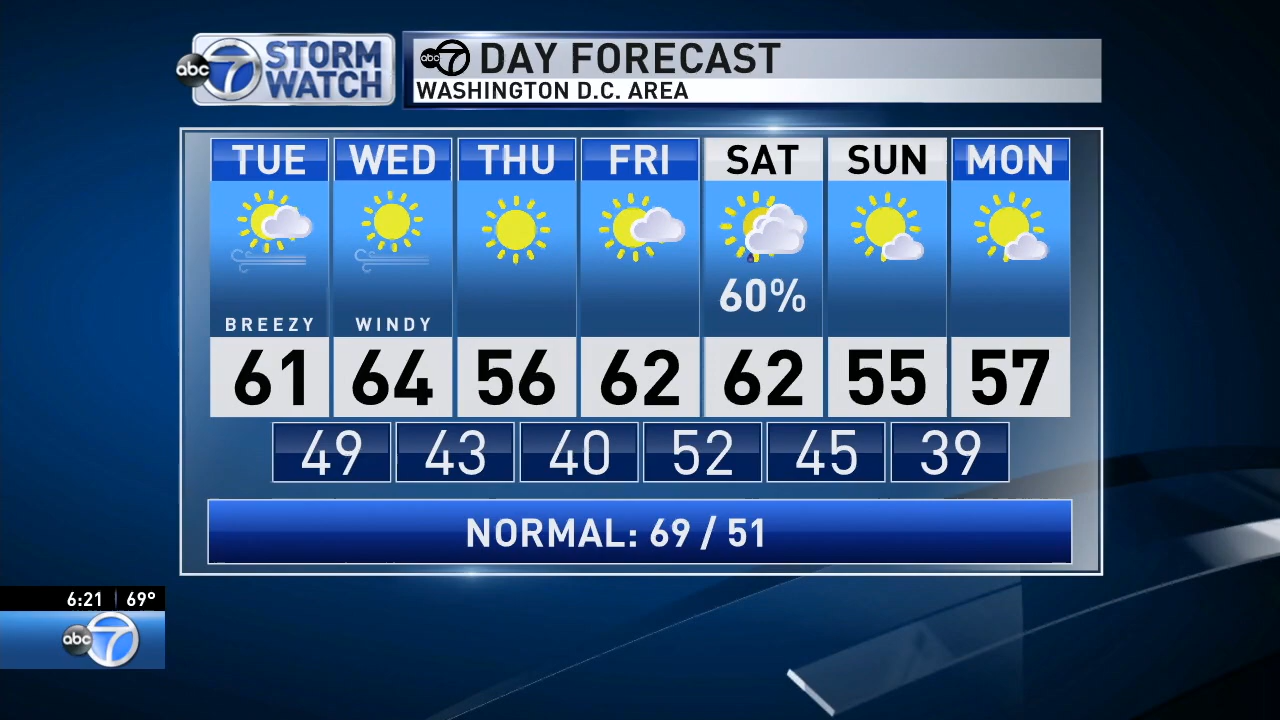 abc 7 STORM WATCH
abc 7 DAY FORECAST
WASHINGTON D.C. AREA
TUE WED THU FRI SAT SUN MON
60%
BREEZY WINDY
61 64 56 62 62 55 57
49 43 40 52 45 39
NORMAL: 69 / 51
6:21 69°
abc 7